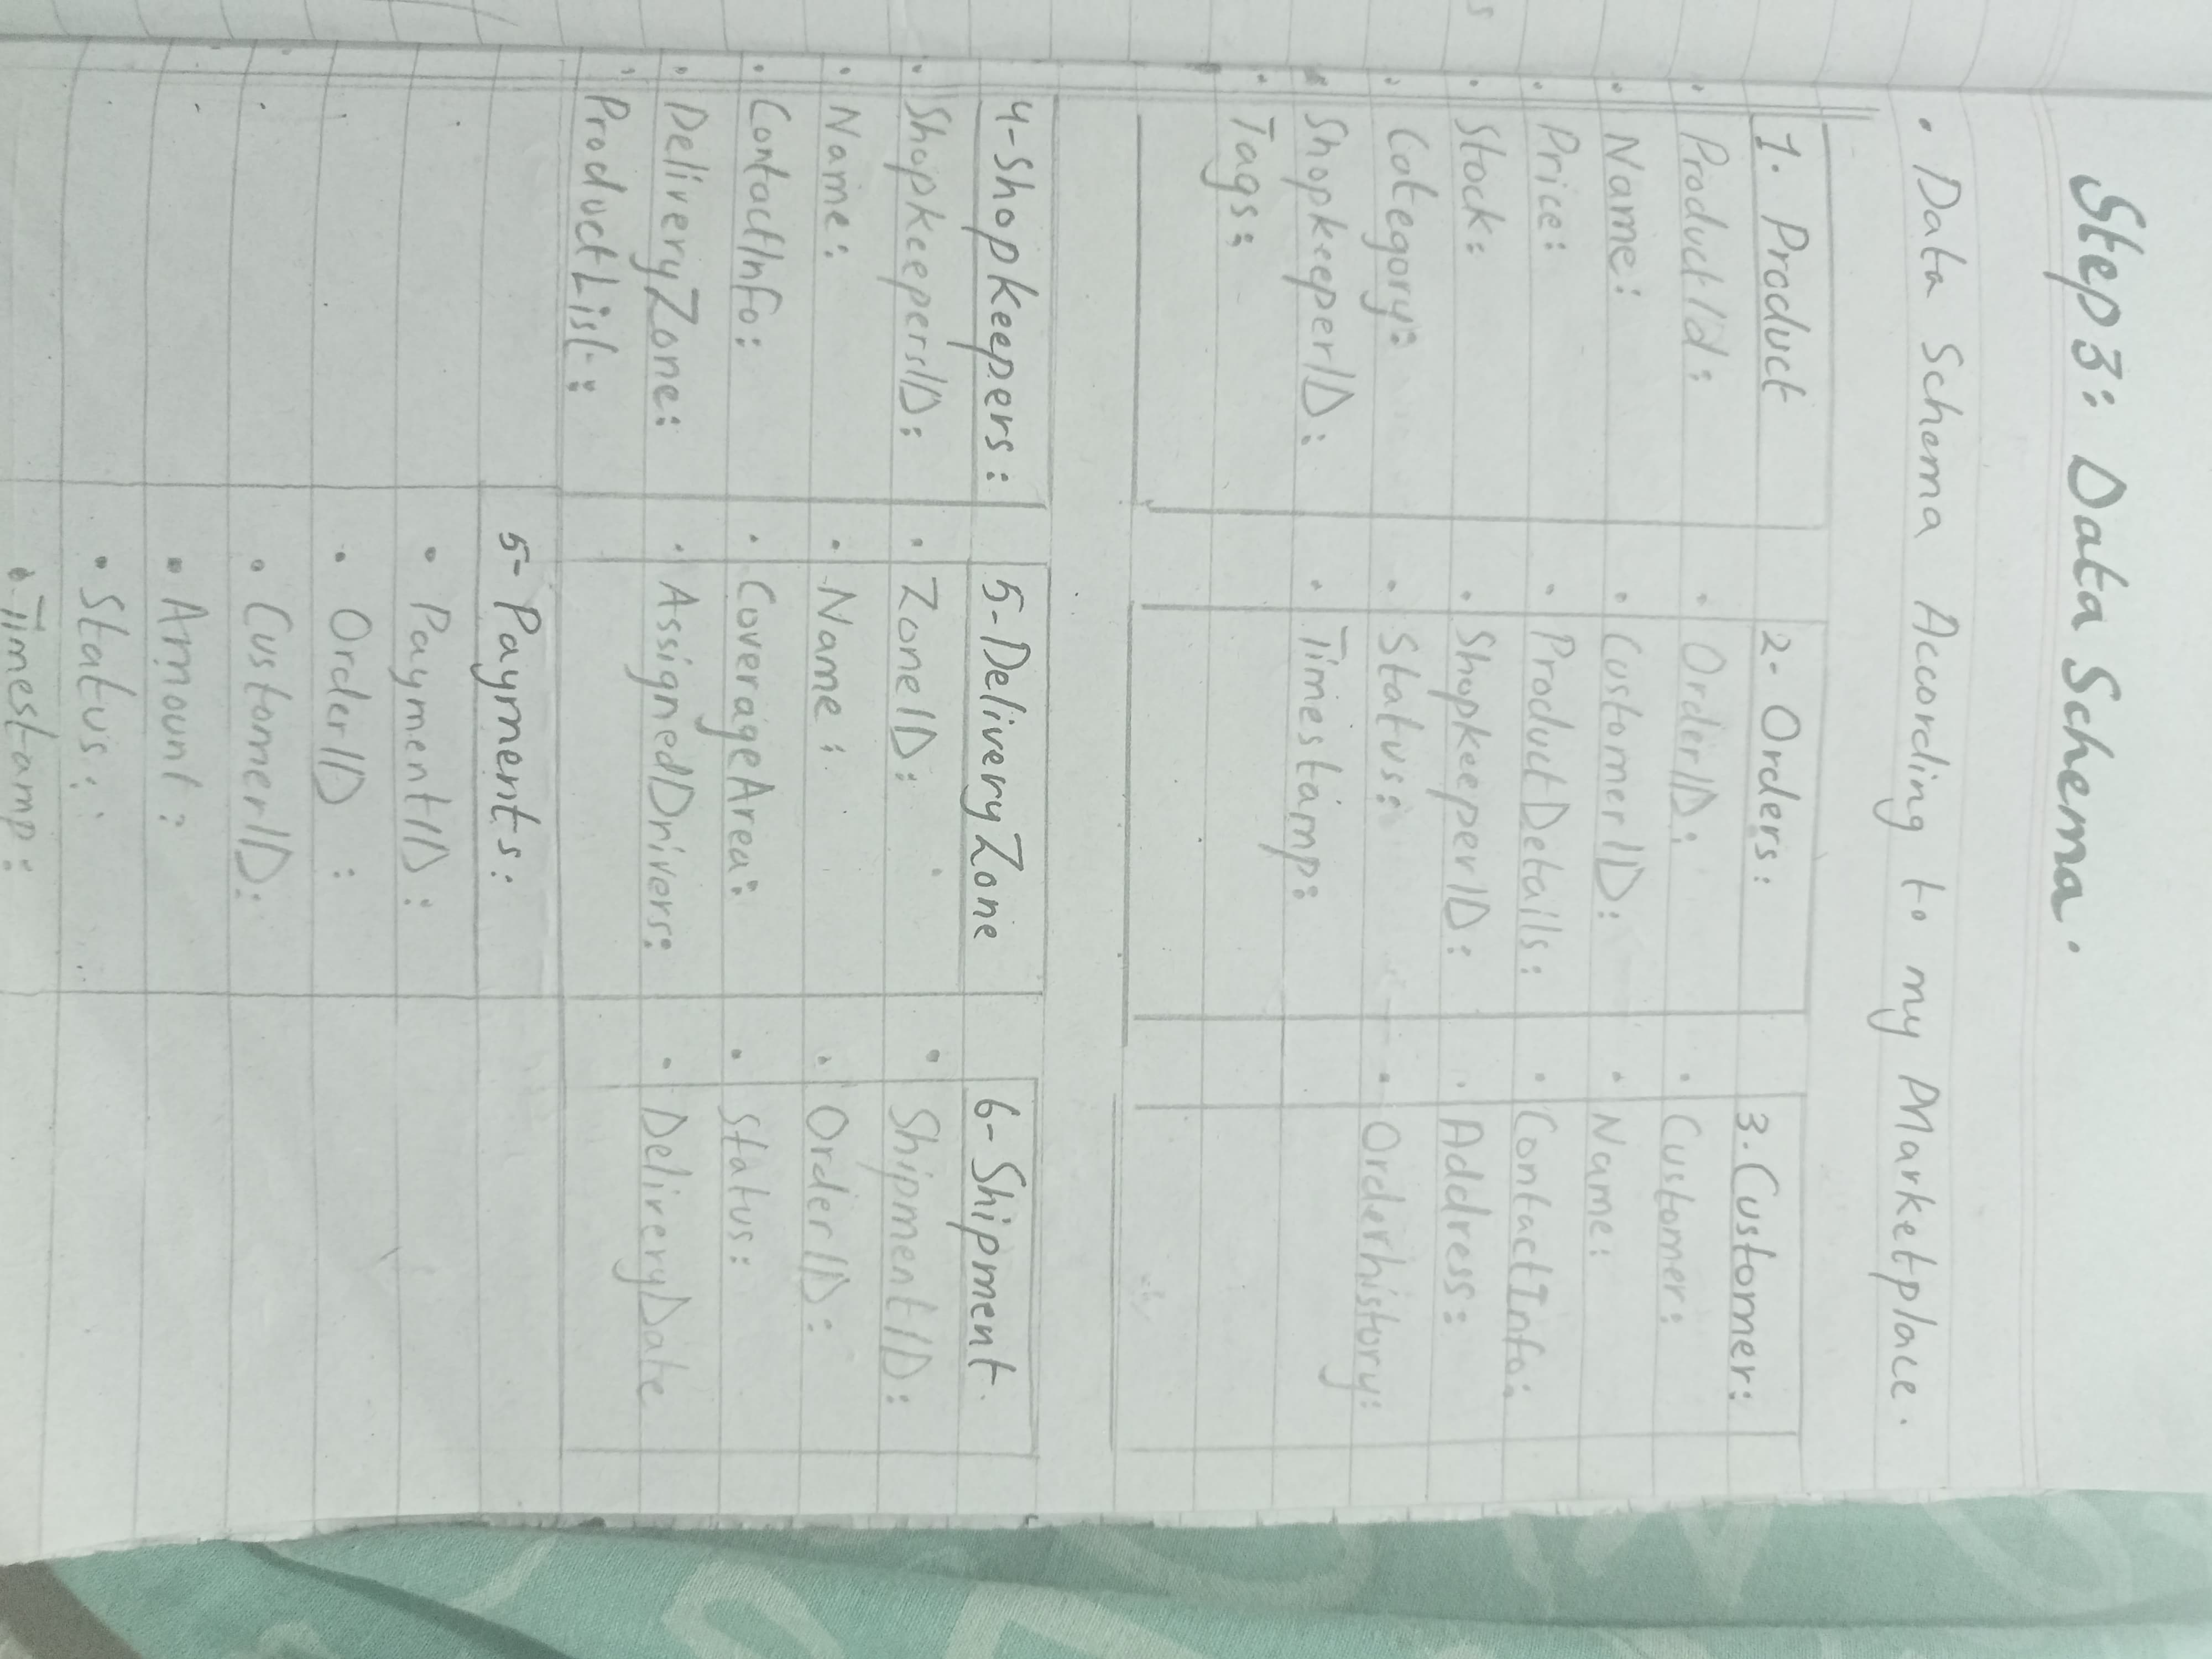 Step 3: Data Schema.
• Data Schema According to my Marketplace.
1. Product
• ProductId:
• Name:
• Price:
• Stock:
• Category:
• ShopkeeperID:
• Tags:
2. Orders:
• OrderID:
• CustomerID:
• ProductDetails:
• ShopkeeperID:
• Status:
• Timestamp:
3. Customer:
• Customer:
• Name:
• ContactInfo:
• Address:
• Orderhistory:
4-Shopkeepers:
• ShopkeepersID:
• Name:
• ContactInfo:
• DeliveryZone:
• ProductList:
5-DeliveryZone
• ZoneID:
• Name:
• CoverageArea:
• AssignedDrivers:
6-Shipment.
• ShipmentID:
• OrderID:
• Status:
• DeliveryDate
5-Payments:
• PaymentID:
• OrderID :
• CustomerID:
• Amount :
• Status:
• Timestamp: